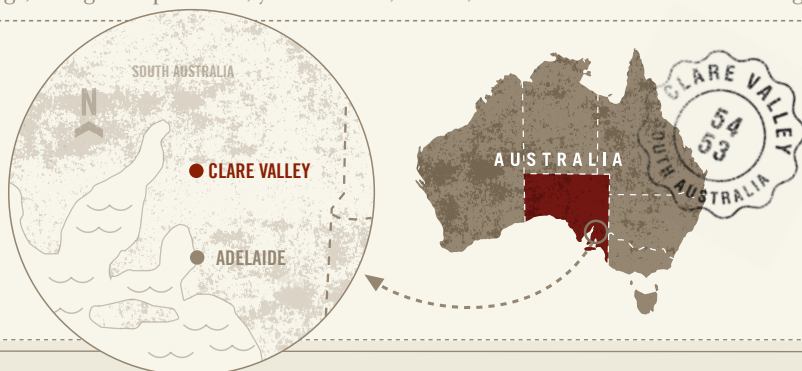 SOUTH AUSTRALIA
N
CLARE VALLEY
ADELAIDE
AUSTRALIA
CLARE VALLEY
54
53
SOUTH AUSTRALIA